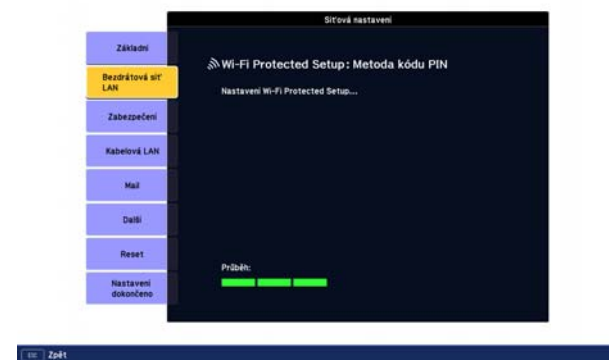 Síťová nastavení
Základní
Bezdrátová síť
LAN
Zabezpečení
Kabelová LAN
Mail
Další
Reset
Nastavení
dokončeno
Wi-Fi Protected Setup: Metoda kódu PIN
Nastavení Wi-Fi Protected Setup...
Průběh:
Esc Zpět